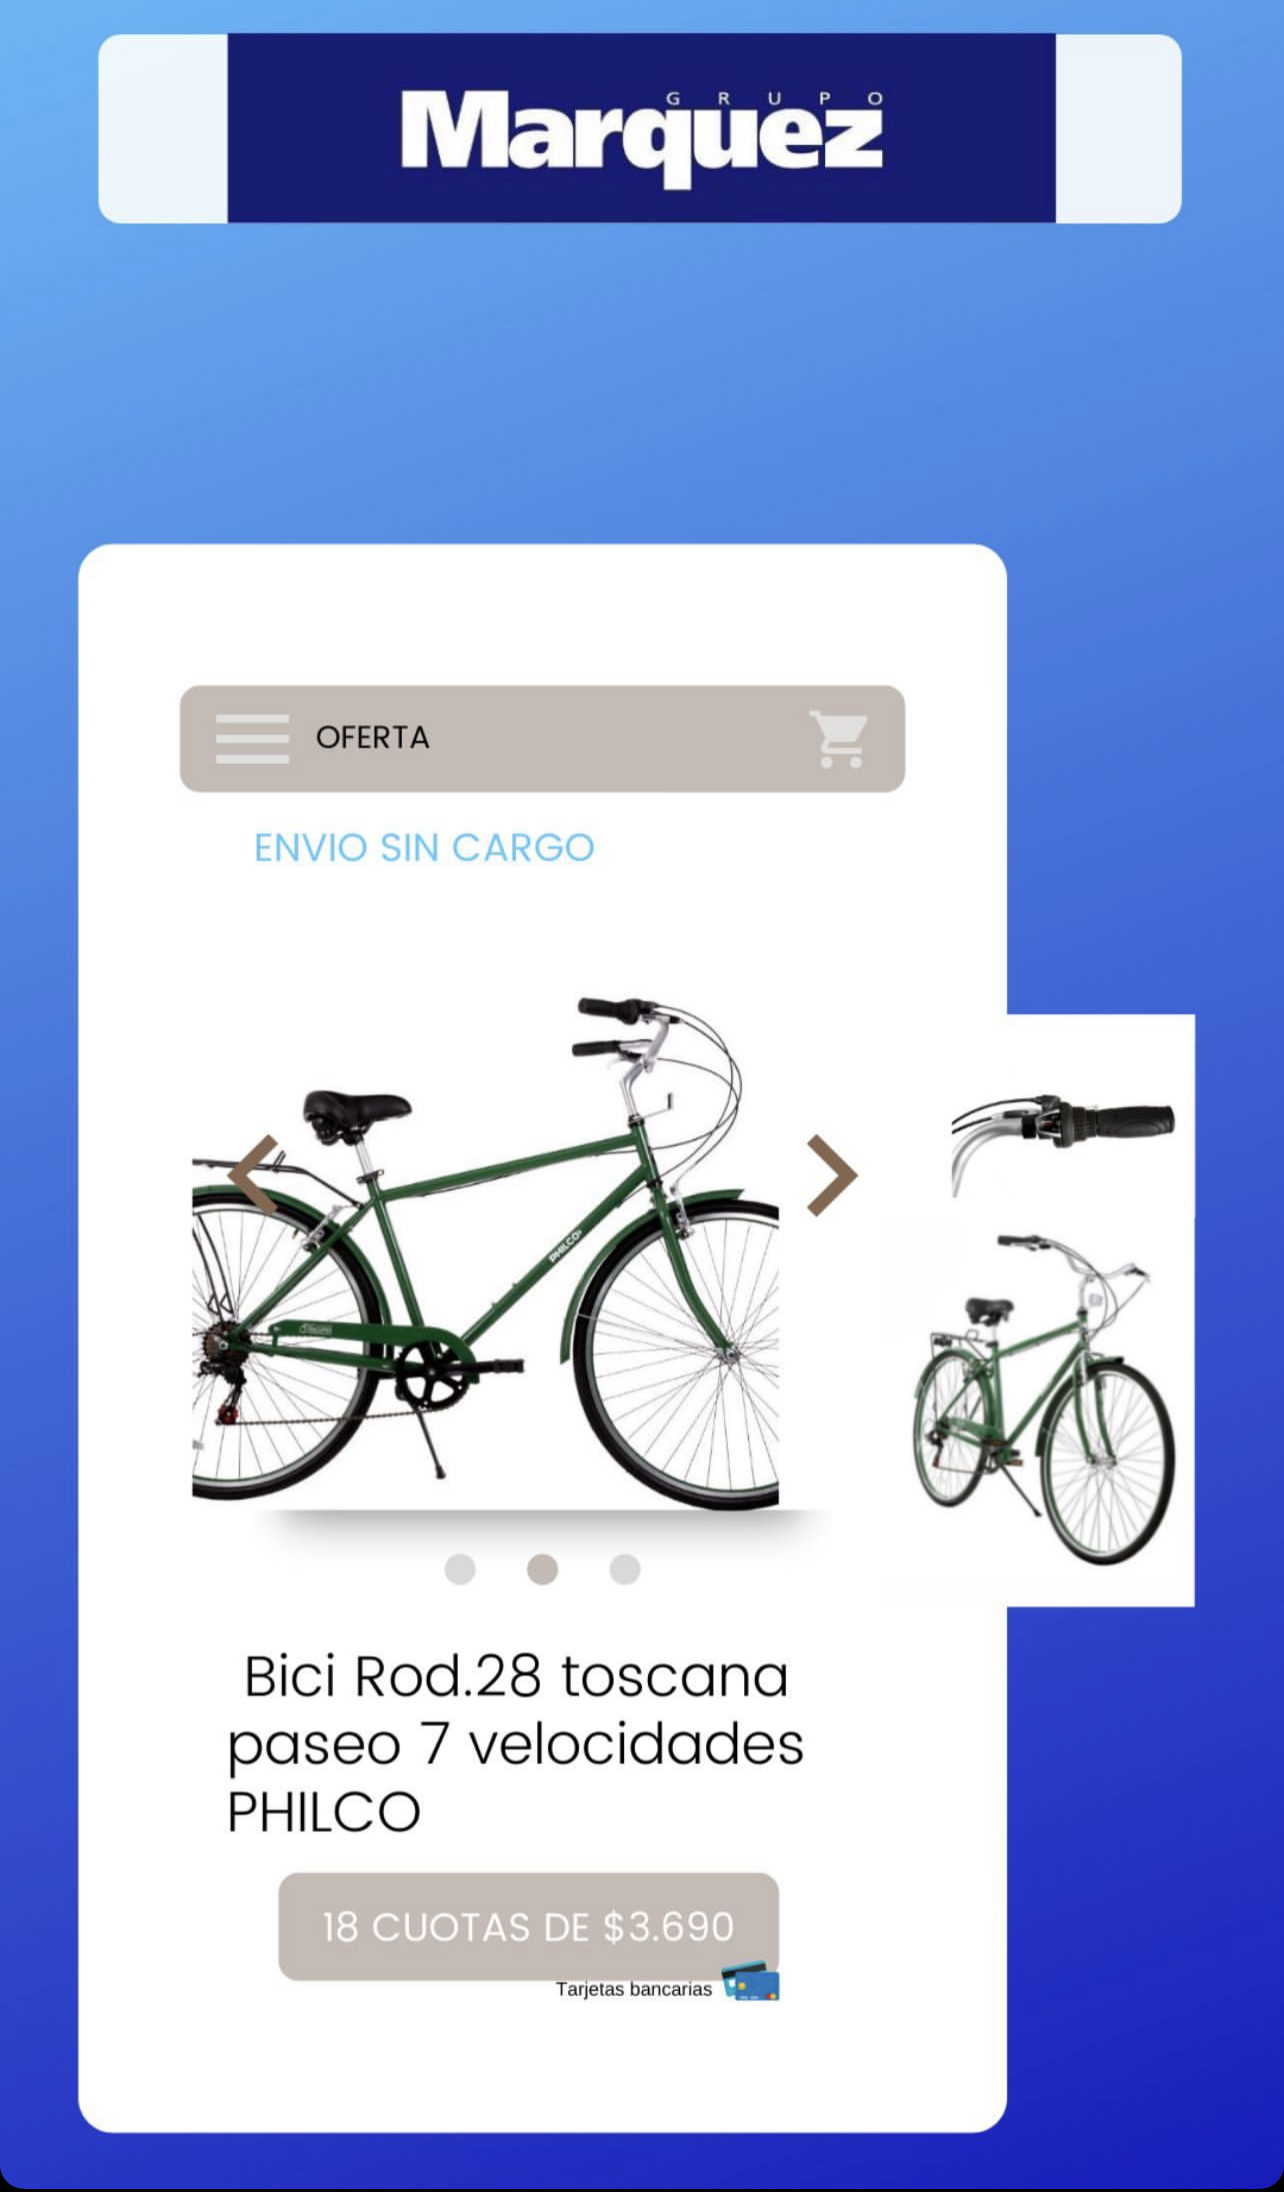 GRUPO
Marquez
OFERTA
ENVIO SIN CARGO
PHILCO
Bici Rod.28 toscana
paseo 7 velocidades
PHILCO
18 CUOTAS DE $3.690
Tarjetas bancarias